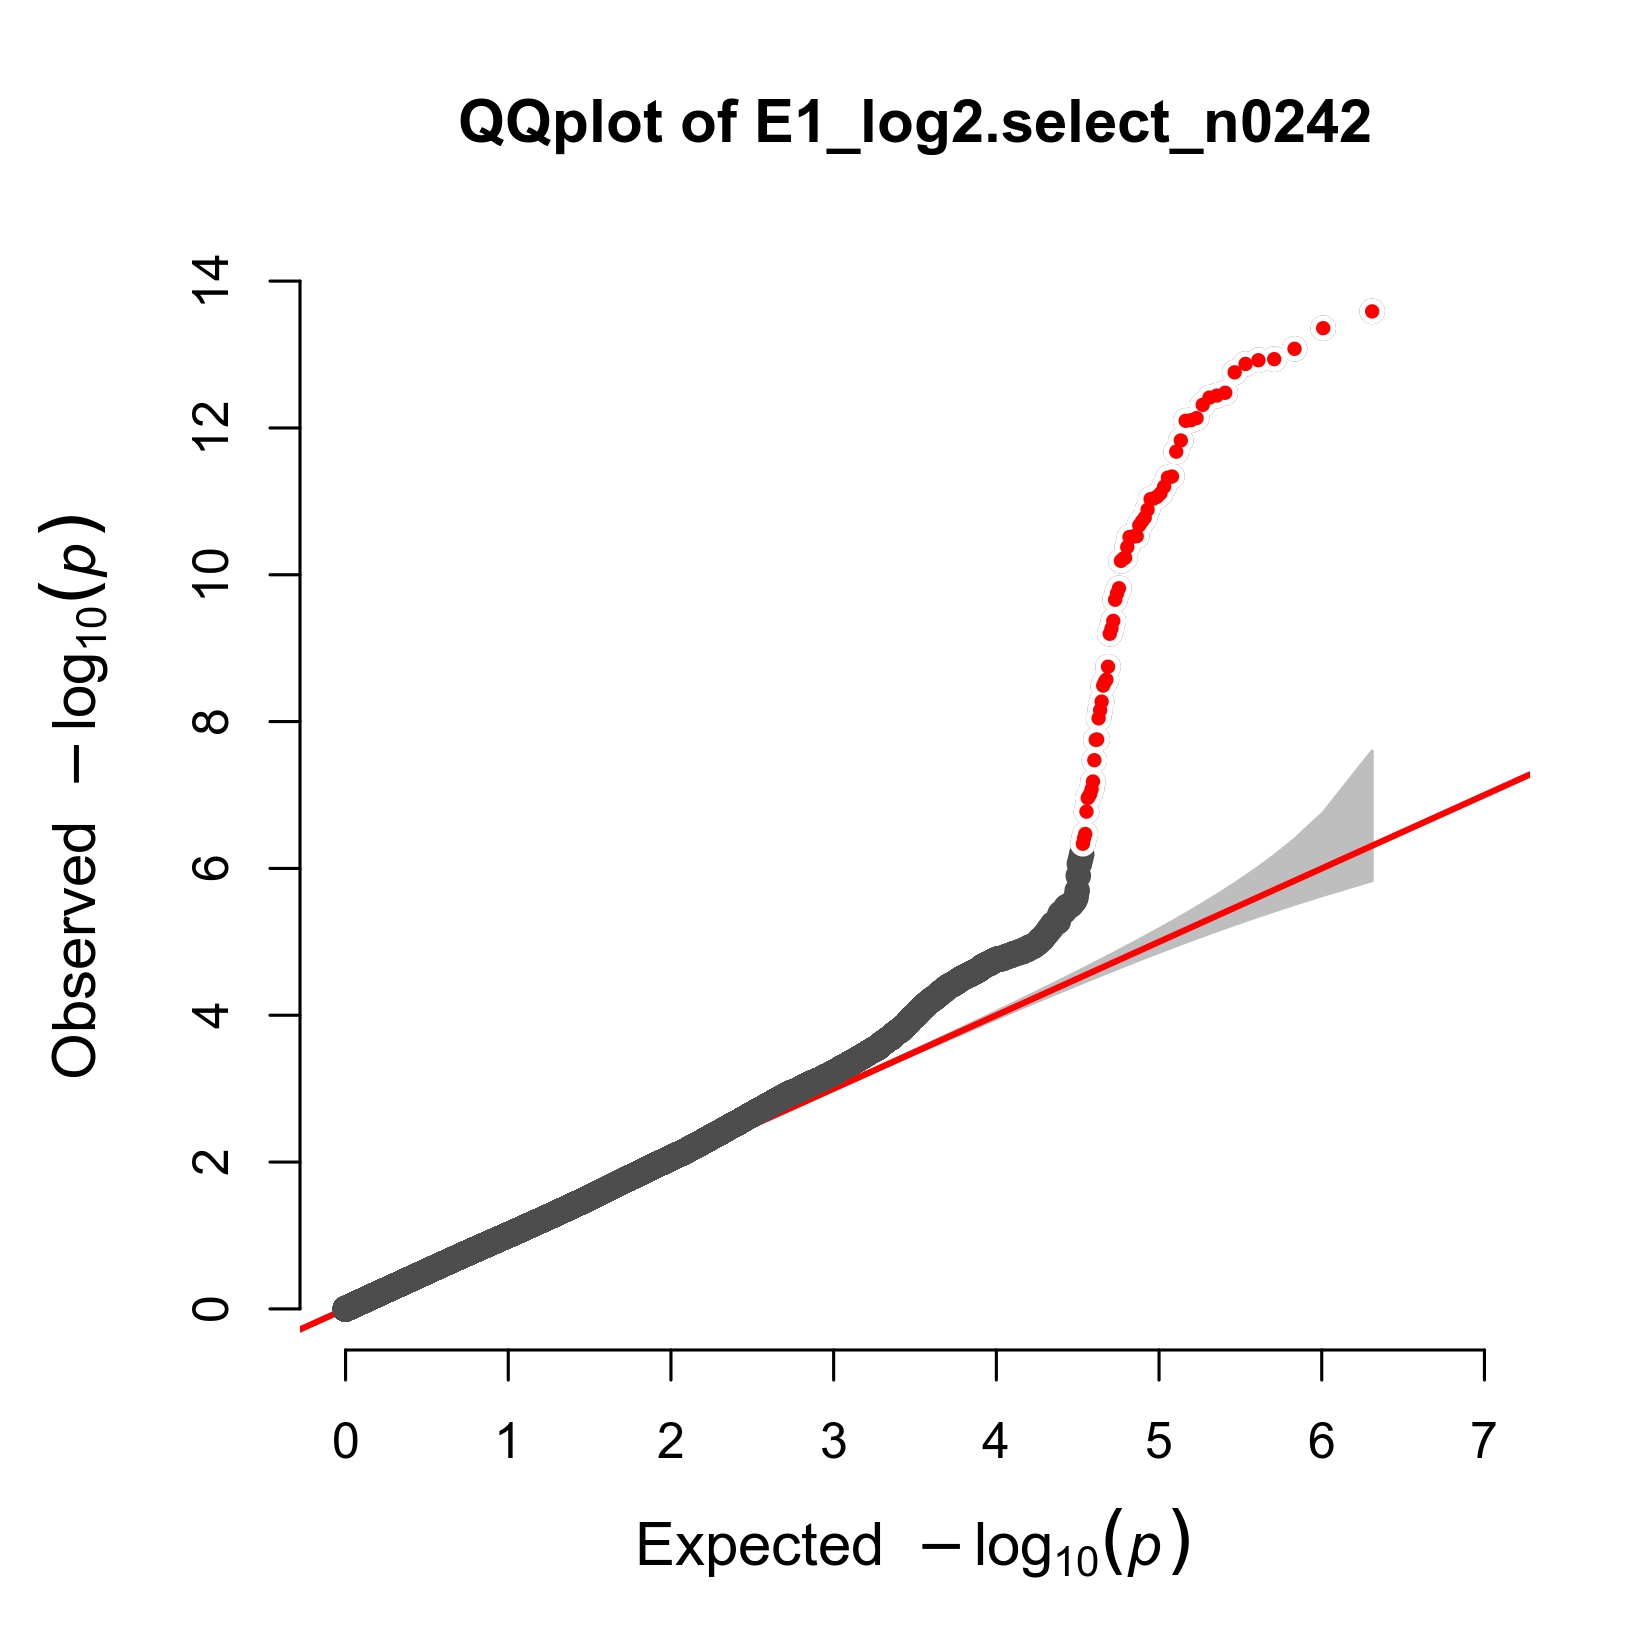 QQplot of E1_log2.select_n0242
Observed −log10(p)
14
12
10
8
6
4
2
0
0 1 2 3 4 5 6 7
Expected −log10(p)